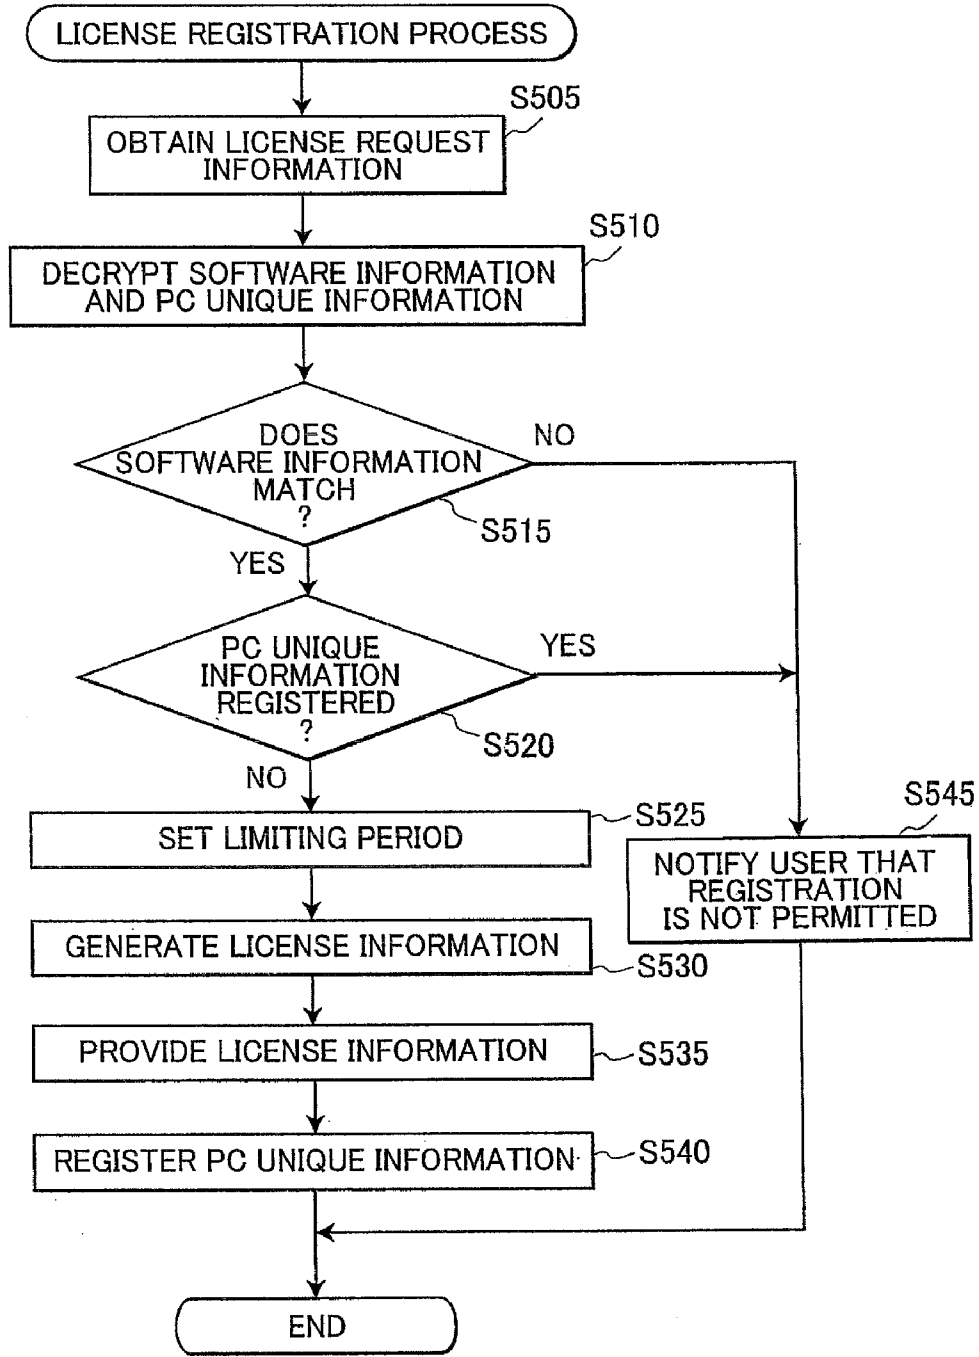 LICENSE REGISTRATION PROCESS
S505
OBTAIN LICENSE REQUEST
INFORMATION
S510
DECRYPT SOFTWARE INFORMATION
AND PC UNIQUE INFORMATION
DOES
SOFTWARE INFORMATION
MATCH
?
NO
S515
YES
PC UNIQUE
INFORMATION
REGISTERED
?
YES
S520
NO
S525
SET LIMITING PERIOD
S545
NOTIFY USER THAT
REGISTRATION
IS NOT PERMITTED
GENERATE LICENSE INFORMATION
S530
PROVIDE LICENSE INFORMATION
S535
REGISTER PC UNIQUE INFORMATION
S540
END